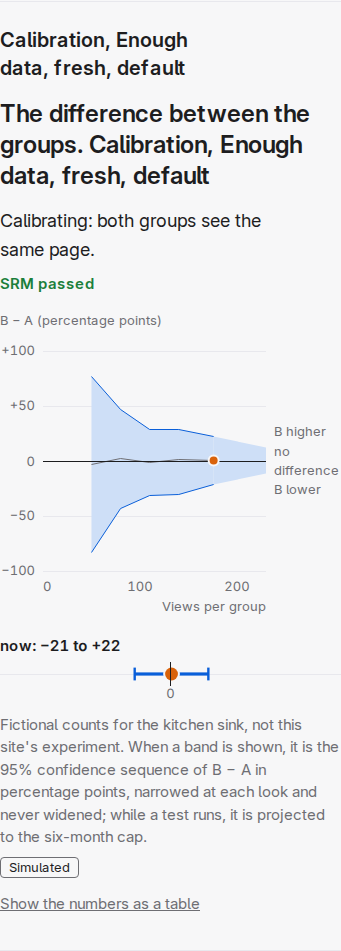 Calibration, Enough
data, fresh, default
The difference between the
groups. Calibration, Enough
data, fresh, default
Calibrating: both groups see the
same page.
SRM passed
B − A (percentage points)
+100
+50
0
−50
−100
B higher
no
difference
B lower
0 100 200
Views per group
now: −21 to +22
0
Fictional counts for the kitchen sink, not this
site's experiment. When a band is shown, it is the
95% confidence sequence of B − A in
percentage points, narrowed at each look and
never widened; while a test runs, it is projected
to the six-month cap.
Simulated
Show the numbers as a table